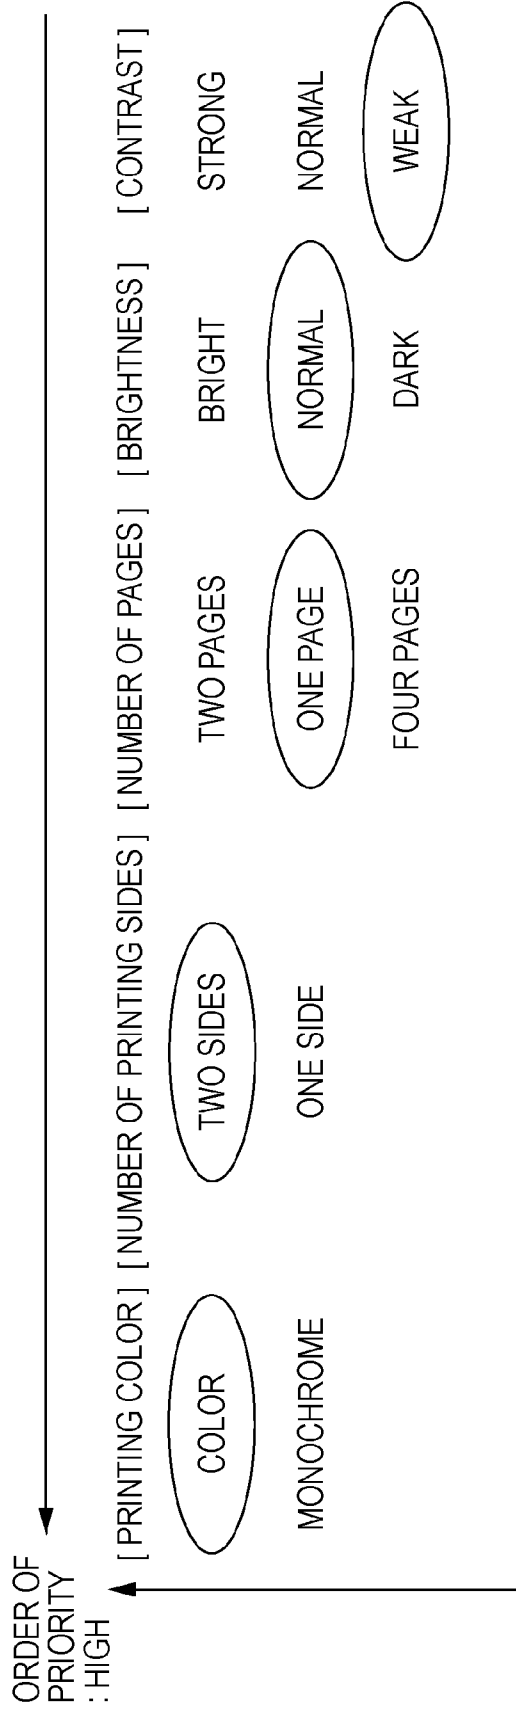 ORDER OF
PRIORITY
: HIGH
[ PRINTING COLOR ] [ NUMBER OF PRINTING SIDES ] [ NUMBER OF PAGES ] [ BRIGHTNESS ] [ CONTRAST ]
COLOR TWO SIDES TWO PAGES BRIGHT STRONG
MONOCHROME ONE SIDE ONE PAGE NORMAL NORMAL
FOUR PAGES DARK WEAK